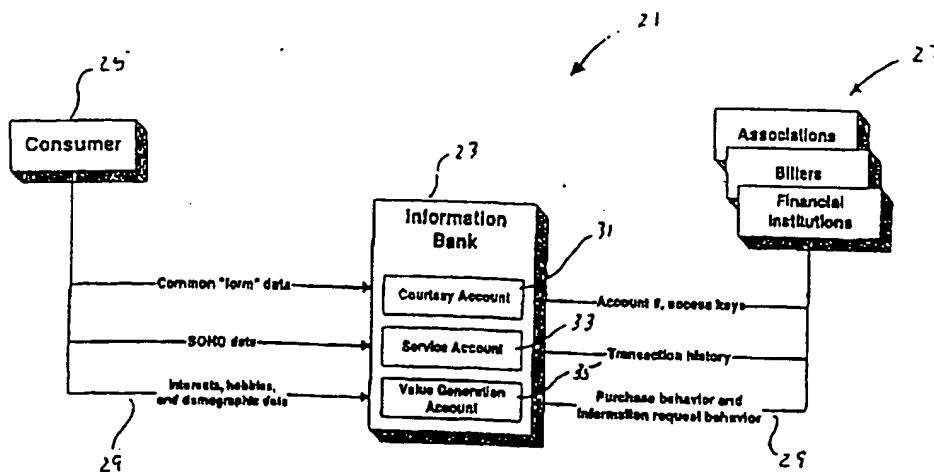 21
25
27
Consumer
Associations
Billers
Financial
Institutions
23
Information
Bank
31
Common "form" data
Courtesy Account
Account #, access keys
33
SOHO data
Service Account
Transaction history
35
Interests, hobbies,
and demographic data
Value Generation
Account
Purchase behavior and
information request behavior
29
29